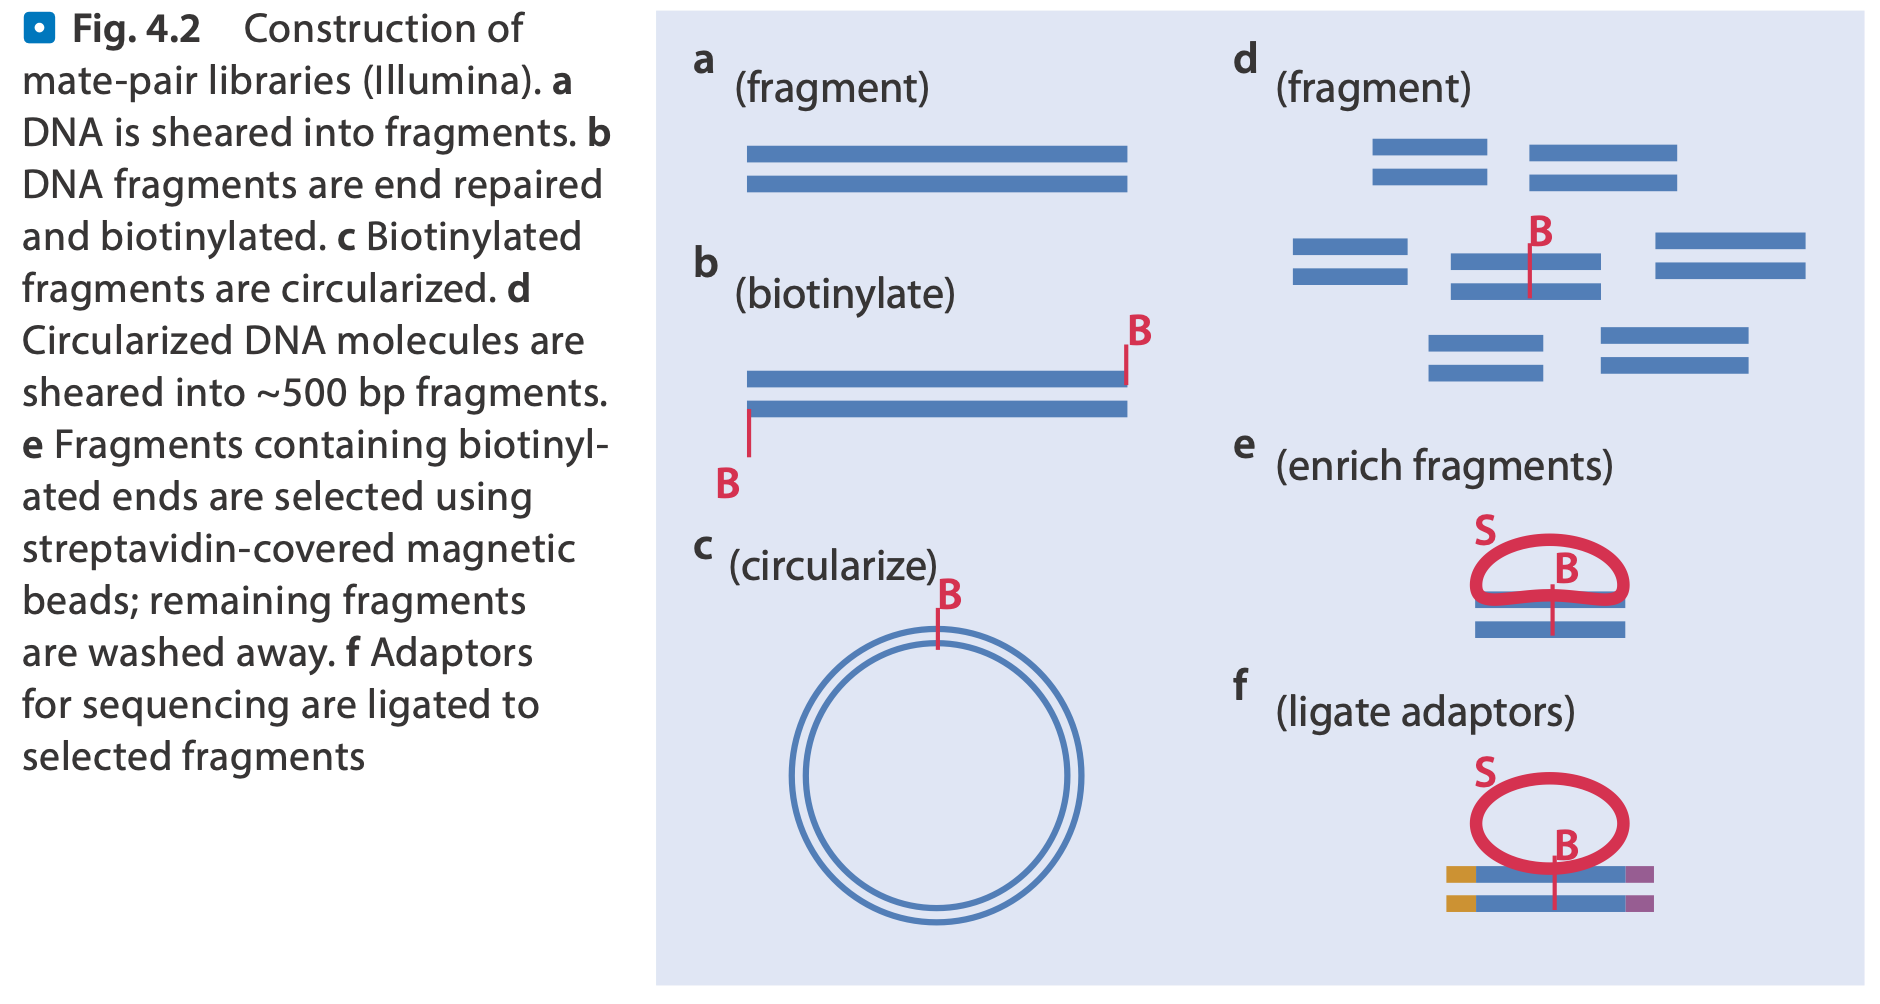 Fig. 4.2 Construction of
mate-pair libraries (Illumina). a
DNA is sheared into fragments. b
DNA fragments are end repaired
and biotinylated. c Biotinylated
fragments are circularized. d
Circularized DNA molecules are
sheared into ~500 bp fragments.
e Fragments containing biotinyl-
ated ends are selected using
streptavidin-covered magnetic
beads; remaining fragments
are washed away. f Adaptors
for sequencing are ligated to
selected fragments
a
(fragment)
b
(biotinylate)
B
B
c
(circularize)
B
d
(fragment)
B
e
(enrich fragments)
S
B
f
(ligate adaptors)
S
B